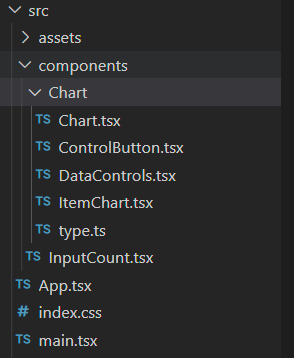 src
assets
components
Chart
TS Chart.tsx
TS ControlButton.tsx
TS DataControls.tsx
TS ItemChart.tsx
TS type.ts
TS InputCount.tsx
TS App.tsx
# index.css
TS main.tsx